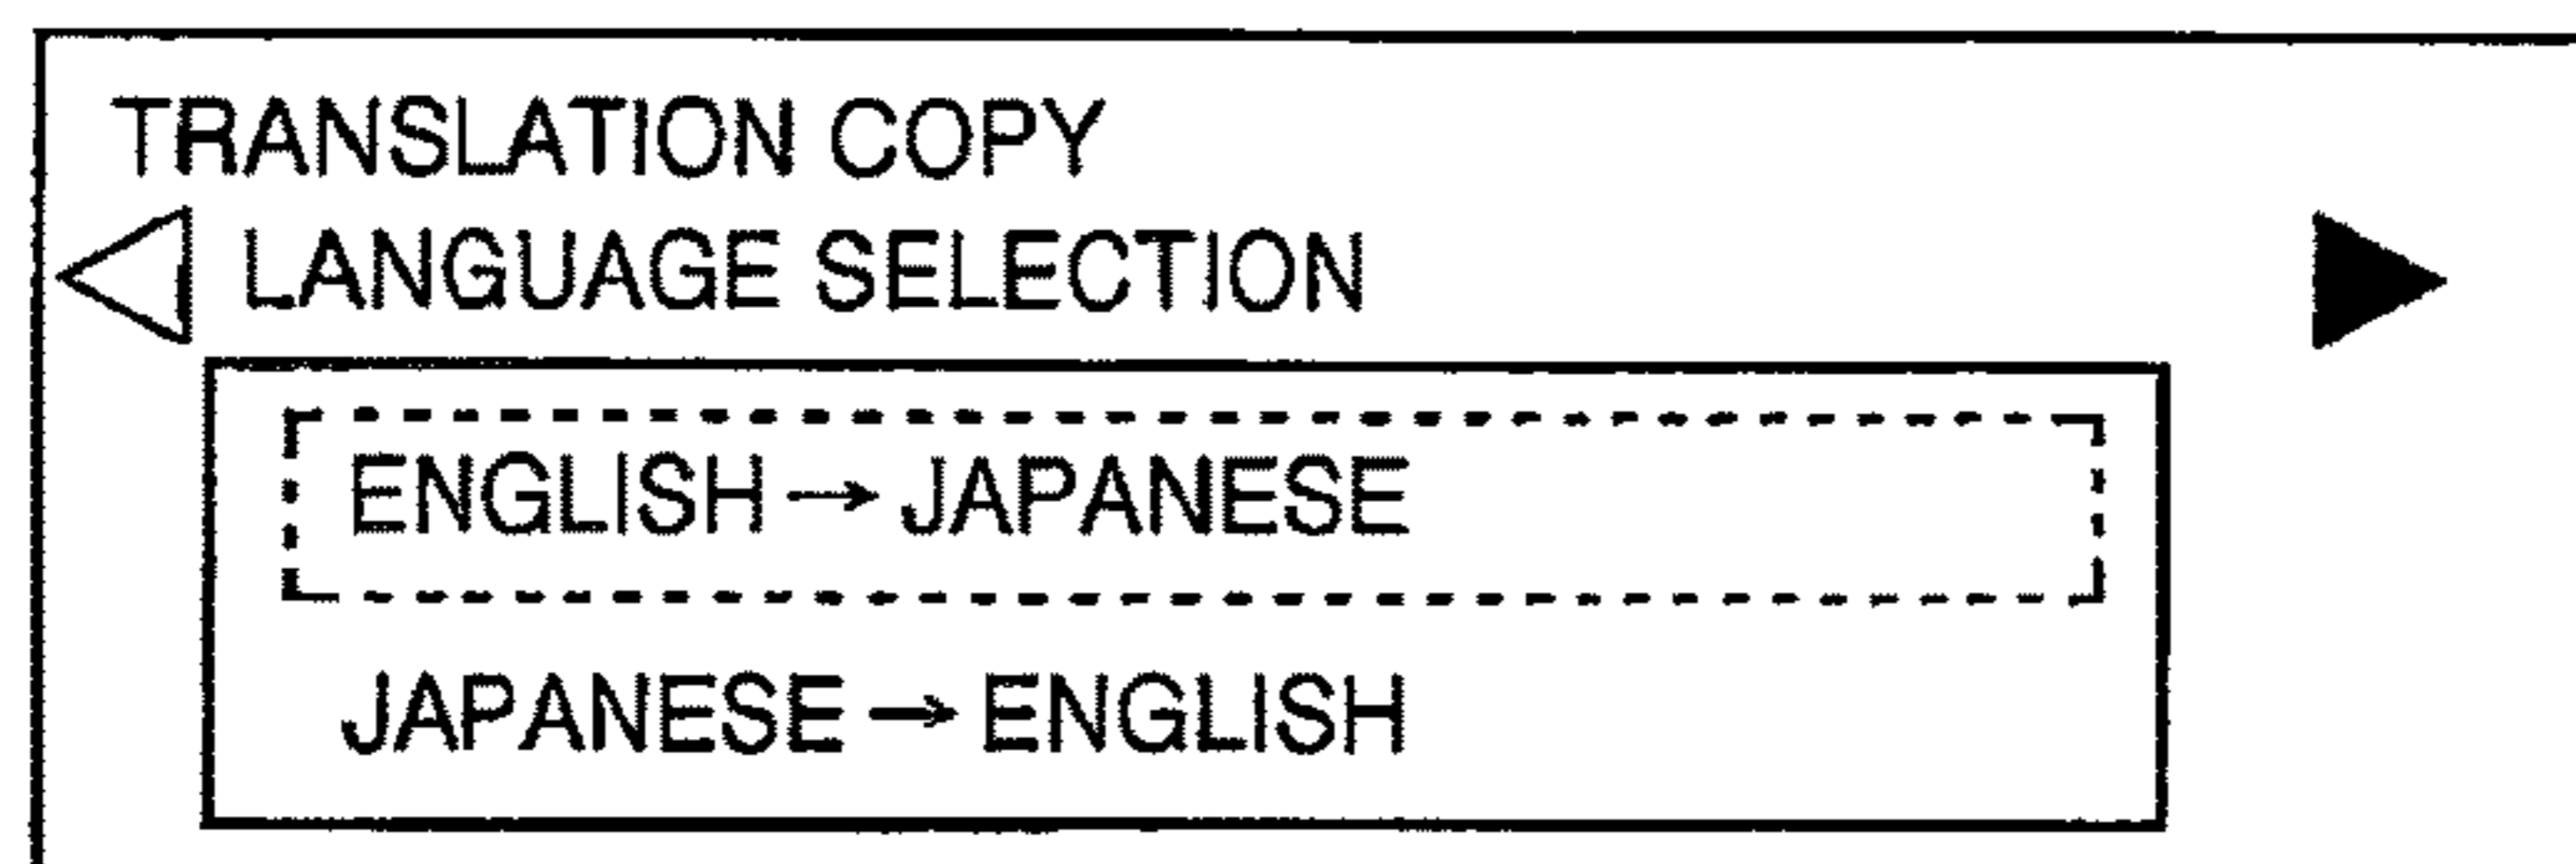 TRANSLATION COPY
LANGUAGE SELECTION
ENGLISH → JAPANESE
JAPANESE → ENGLISH